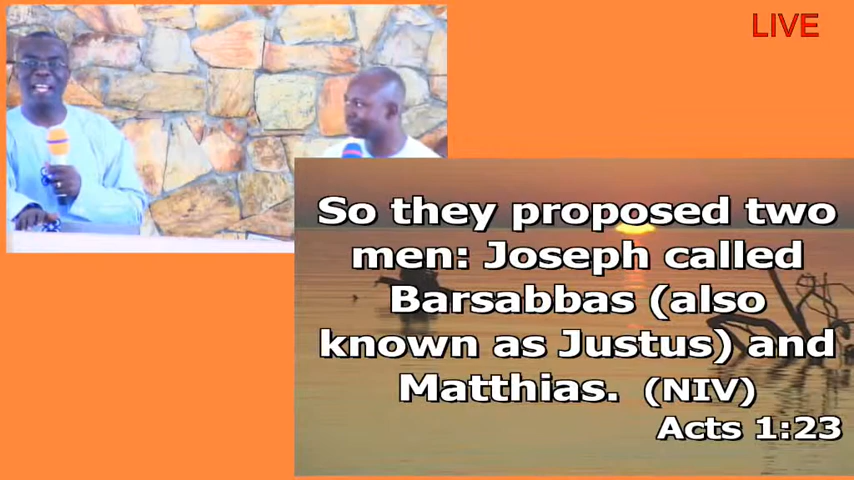 LIVE
So they proposed two
men: Joseph called
Barsabbas (also
known as Justus) and
Matthias. (NIV)
Acts 1:23